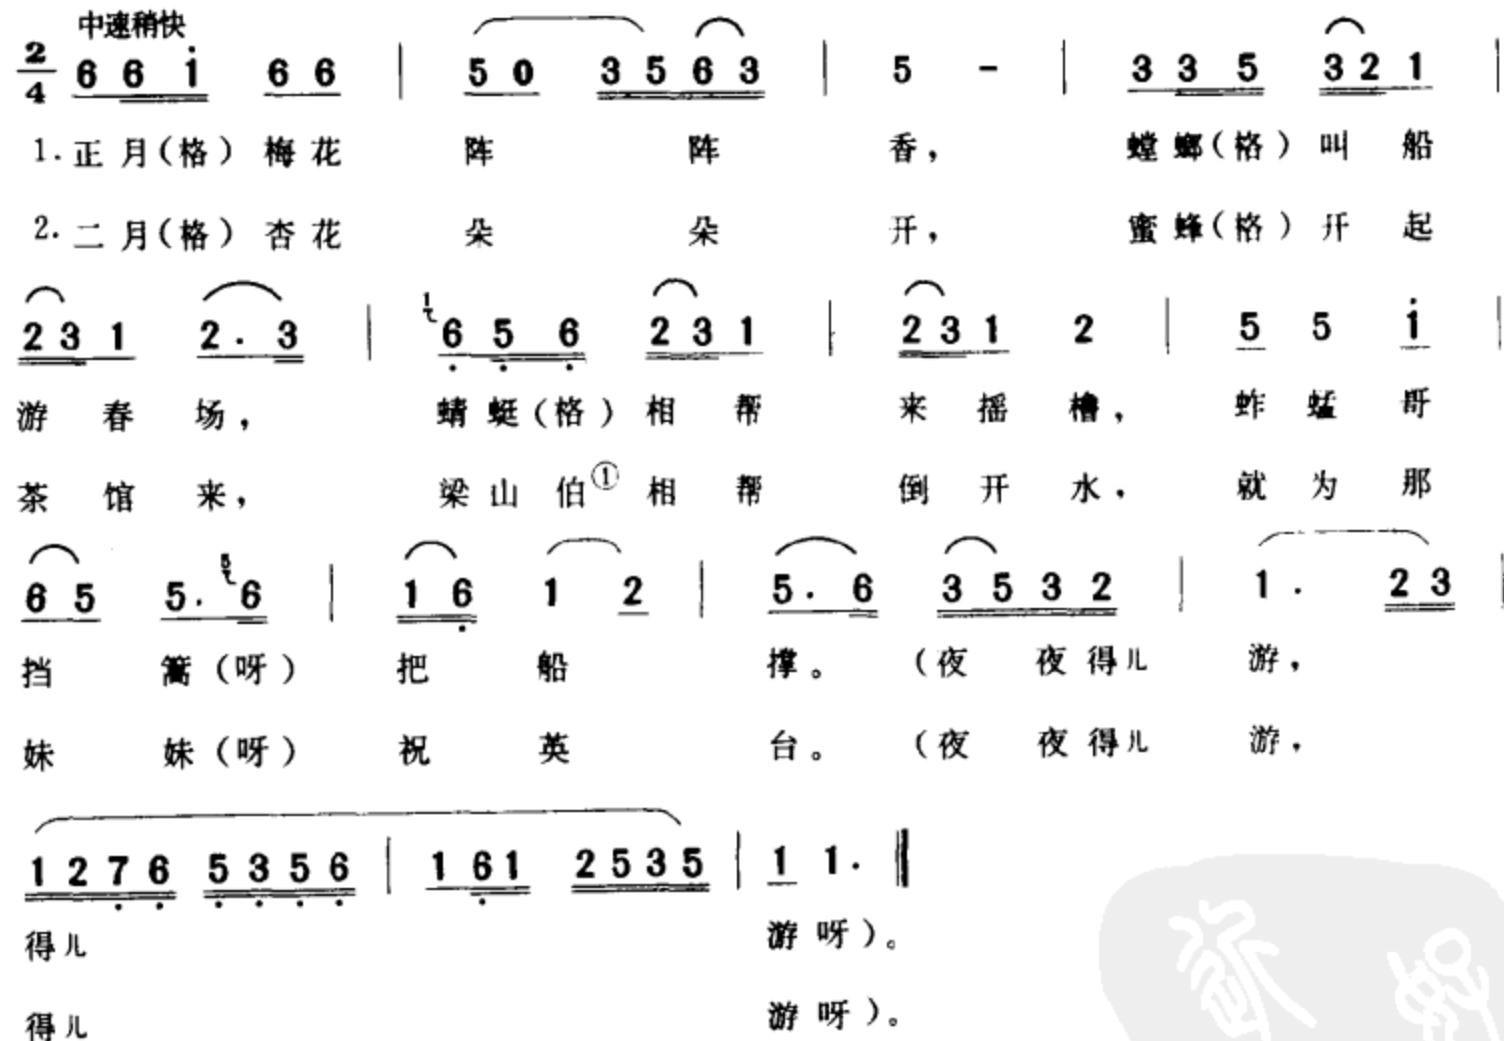 中速稍快
2/4 6 6 i 6 6 | 5 0 3 5 6 3 | 5 - | 3 3 5 3 2 1 |
1. 正月(格) 梅花 阵 阵 香, 螳螂(格) 叫 船
2. 二月(格) 杏花 朵 朵 开, 蜜蜂(格) 开 起
2 3 1 2 . 3 | 1 6 5 6 2 3 1 | 2 3 1 2 | 5 5 i |
游 春 场, 蜻蜓(格) 相 帮 来 摇 橹, 蚱 蜢 哥
茶 馆 来, 梁山伯① 相 帮 倒 开 水, 就 为 那
6 5 5 . 5 6 | 1 6 1 2 | 5 . 6 3 5 3 2 | 1 . 2 3 |
挡 篙(呀) 把 船 撑。 (夜 夜得儿 游,
妹 妹(呀) 祝 英 台。 (夜 夜得儿 游,
1 2 7 6 5 3 5 6 | 1 6 1 2 5 3 5 | 1 1 . ‖
得儿 游呀)。
得儿 游呀)。